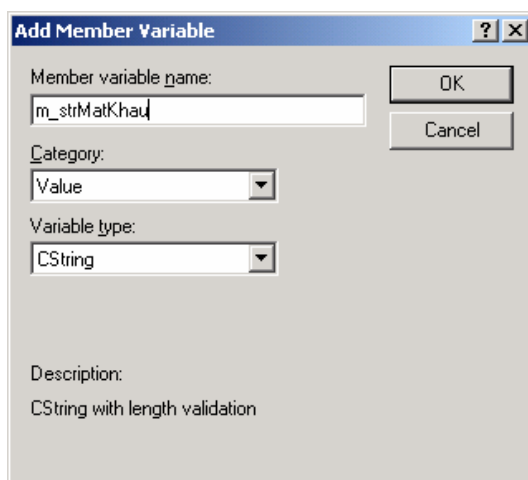 Add Member Variable
Member variable name:
OK
m_strMatKhau
Cancel
Category:
Value
Variable type:
CString
Description:
CString with length validation